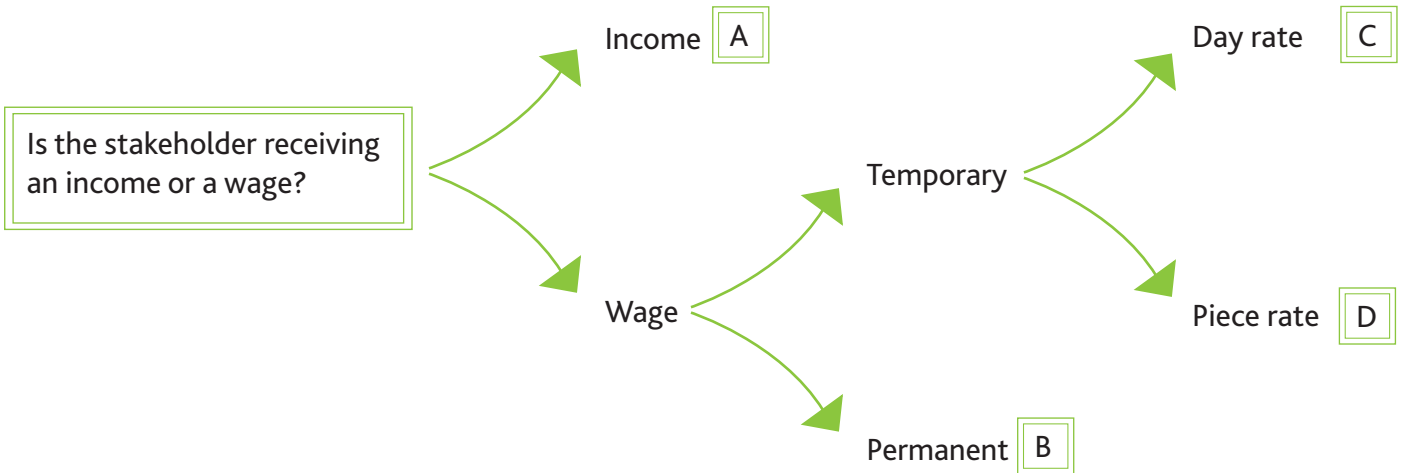 Is the stakeholder receiving
an income or a wage?
Income A
Wage
Temporary
Permanent B
Day rate C
Piece rate D